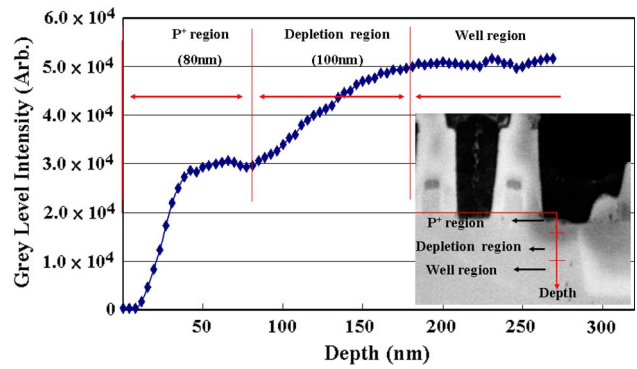 Grey Level Intensity (Arb.)
6.0 x 10⁴
5.0 x 10⁴
4.0 x 10⁴
3.0 x 10⁴
2.0 x 10⁴
1.0 x 10⁴
0
P⁺ region
(80nm)
Depletion region
(100nm)
Well region
P⁺ region
Depletion region
Well region
Depth
50
100
150
200
250
300
Depth (nm)